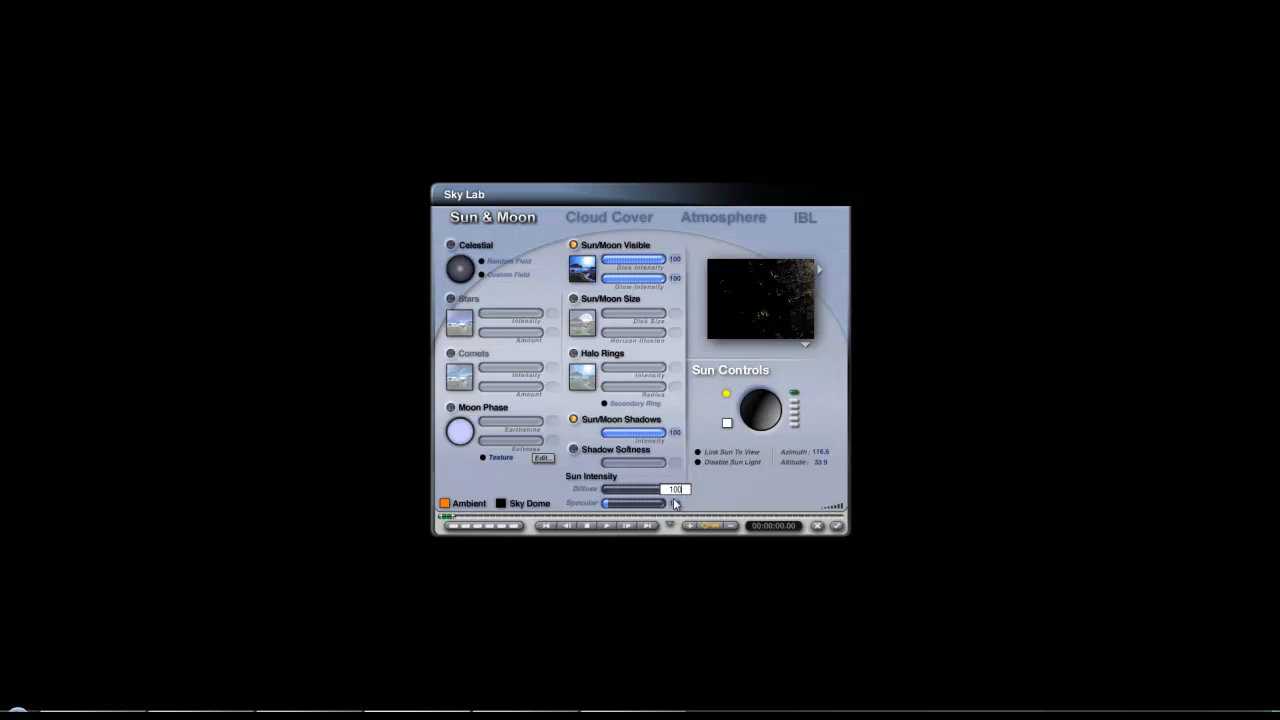 Sky Lab
Sun & Moon
Cloud Cover
Atmosphere
IBL
Celestial
Random Field
Custom Field
Stars
Intensity
Amount
Comets
Intensity
Amount
Moon Phase
Earthshine
Softness
Texture
Edit...
Ambient
Sky Dome
Sun/Moon Visible
100
Disk Intensity
100
Glow Intensity
Sun/Moon Size
Disk Size
Horizon Illusion
Halo Rings
Intensity
Radius
Secondary Ring
Sun/Moon Shadows
100
Intensity
Shadow Softness
Sun Intensity
Diffuse
100
Specular
Sun Controls
Link Sun To View
Disable Sun Light
Azimuth: 116.6
Altitude: 33.9
00:00:00.00